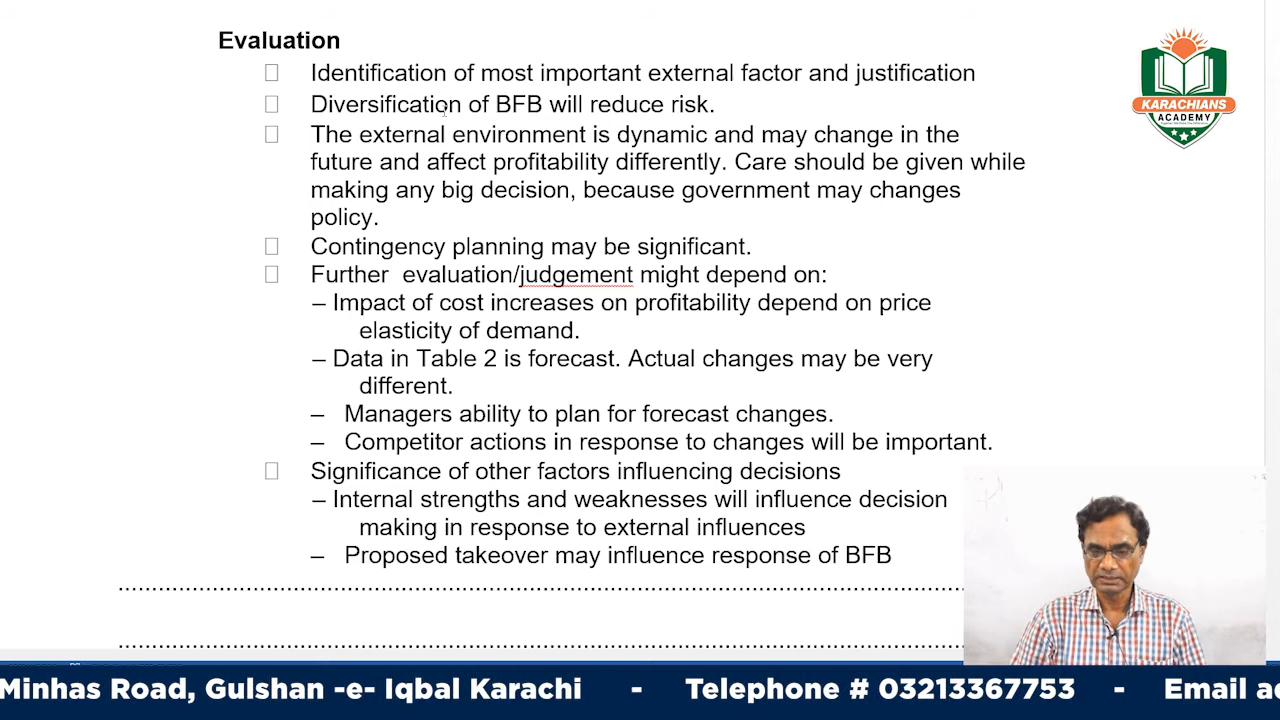 Evaluation
Identification of most important external factor and justification
Diversification of BFB will reduce risk.
The external environment is dynamic and may change in the
future and affect profitability differently. Care should be given while
making any big decision, because government may changes
policy.
Contingency planning may be significant.
Further evaluation/judgement might depend on:
– Impact of cost increases on profitability depend on price
elasticity of demand.
– Data in Table 2 is forecast. Actual changes may be very
different.
– Managers ability to plan for forecast changes.
– Competitor actions in response to changes will be important.
Significance of other factors influencing decisions
– Internal strengths and weaknesses will influence decision
making in response to external influences
– Proposed takeover may influence response of BFB
KARACHIANS
ACADEMY
Minhas Road, Gulshan -e- Iqbal Karachi - Telephone # 03213367753 - Email ad